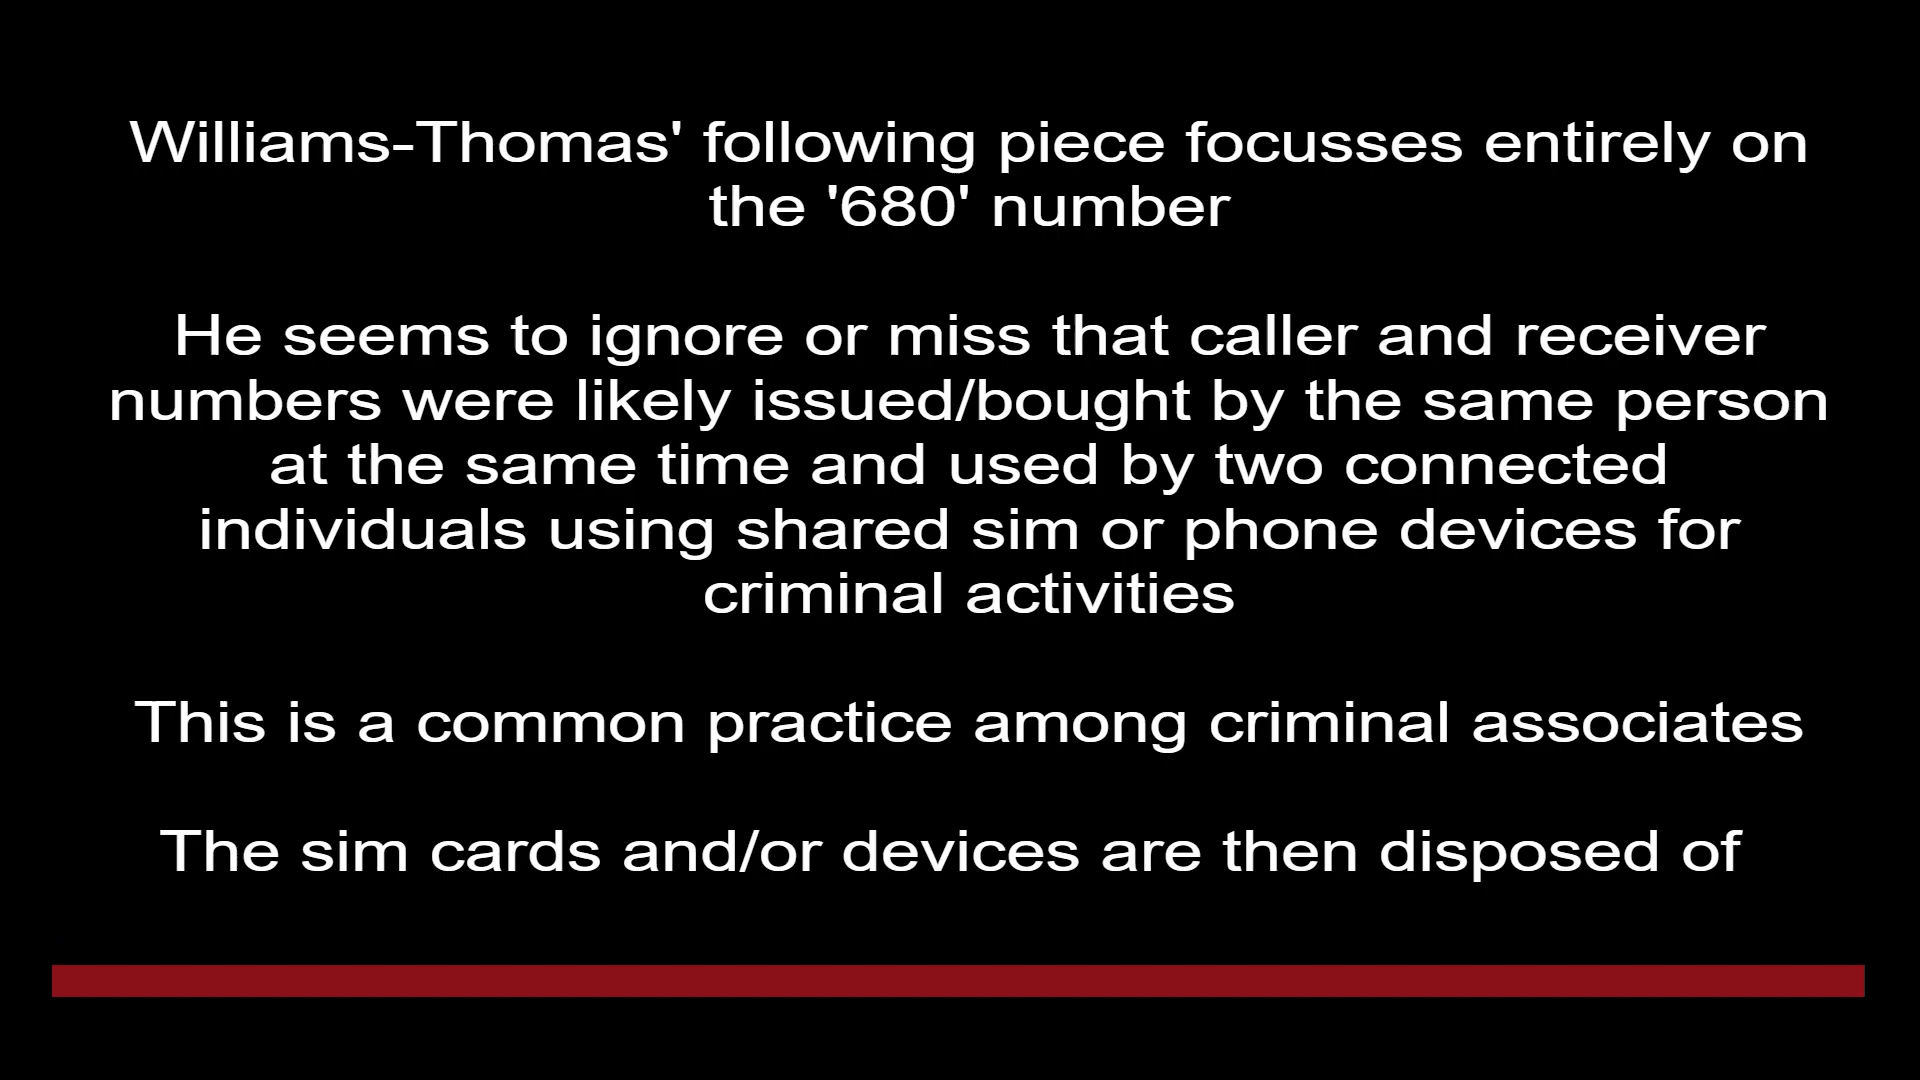 Williams-Thomas' following piece focusses entirely on
the '680' number
He seems to ignore or miss that caller and receiver
numbers were likely issued/bought by the same person
at the same time and used by two connected
individuals using shared sim or phone devices for
criminal activities
This is a common practice among criminal associates
The sim cards and/or devices are then disposed of